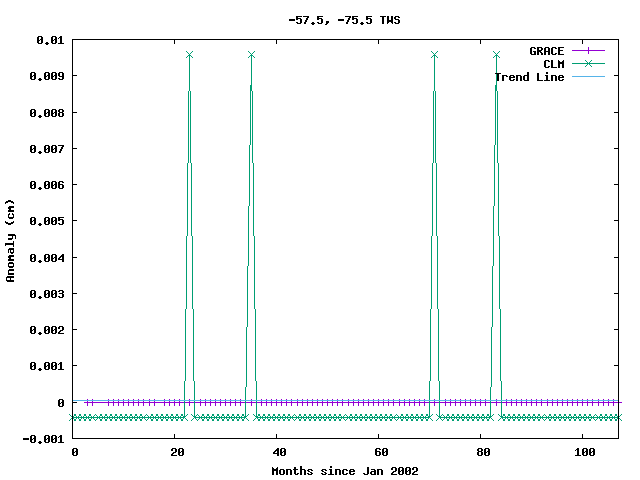 -57.5, -75.5 TWS
GRACE
CLM
Trend Line
0.01
0.009
0.008
0.007
0.006
0.005
0.004
0.003
0.002
0.001
0
-0.001
Anomaly (cm)
0 20 40 60 80 100
Months since Jan 2002